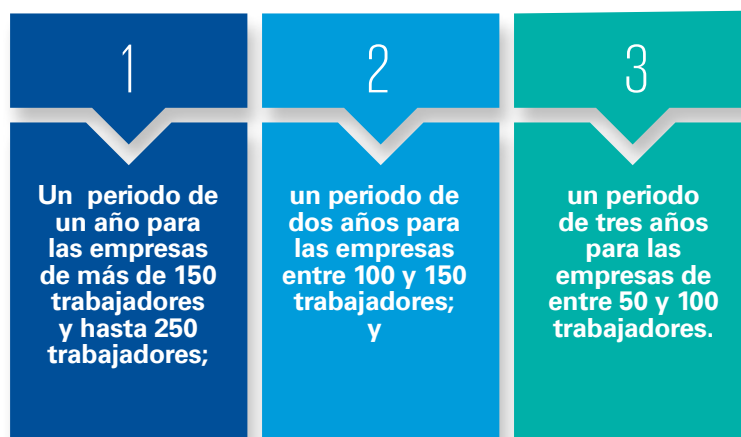 1
Un periodo de
un año para
las empresas
de más de 150
trabajadores
y hasta 250
trabajadores;
2
un periodo de
dos años para
las empresas
entre 100 y 150
trabajadores;
y
3
un periodo
de tres años
para las
empresas de
entre 50 y 100
trabajadores.